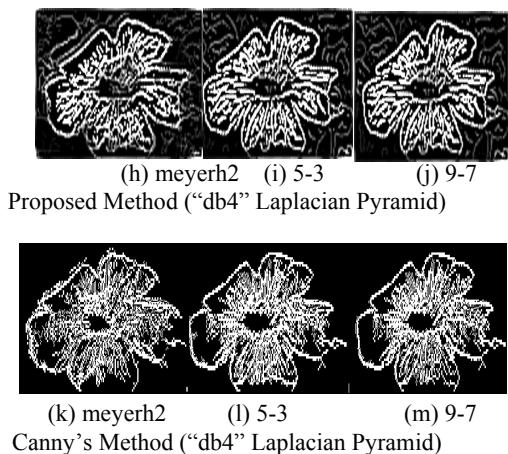 (h) meyerh2 (i) 5-3 (j) 9-7
Proposed Method (“db4” Laplacian Pyramid)
(k) meyerh2 (l) 5-3 (m) 9-7
Canny’s Method (“db4” Laplacian Pyramid)